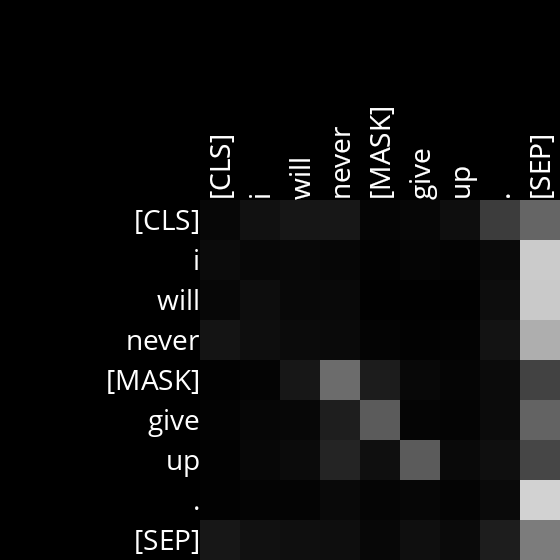 [CLS] i will never [MASK] give up . [SEP]
[CLS]
i
will
never
[MASK]
give
up
.
[SEP]